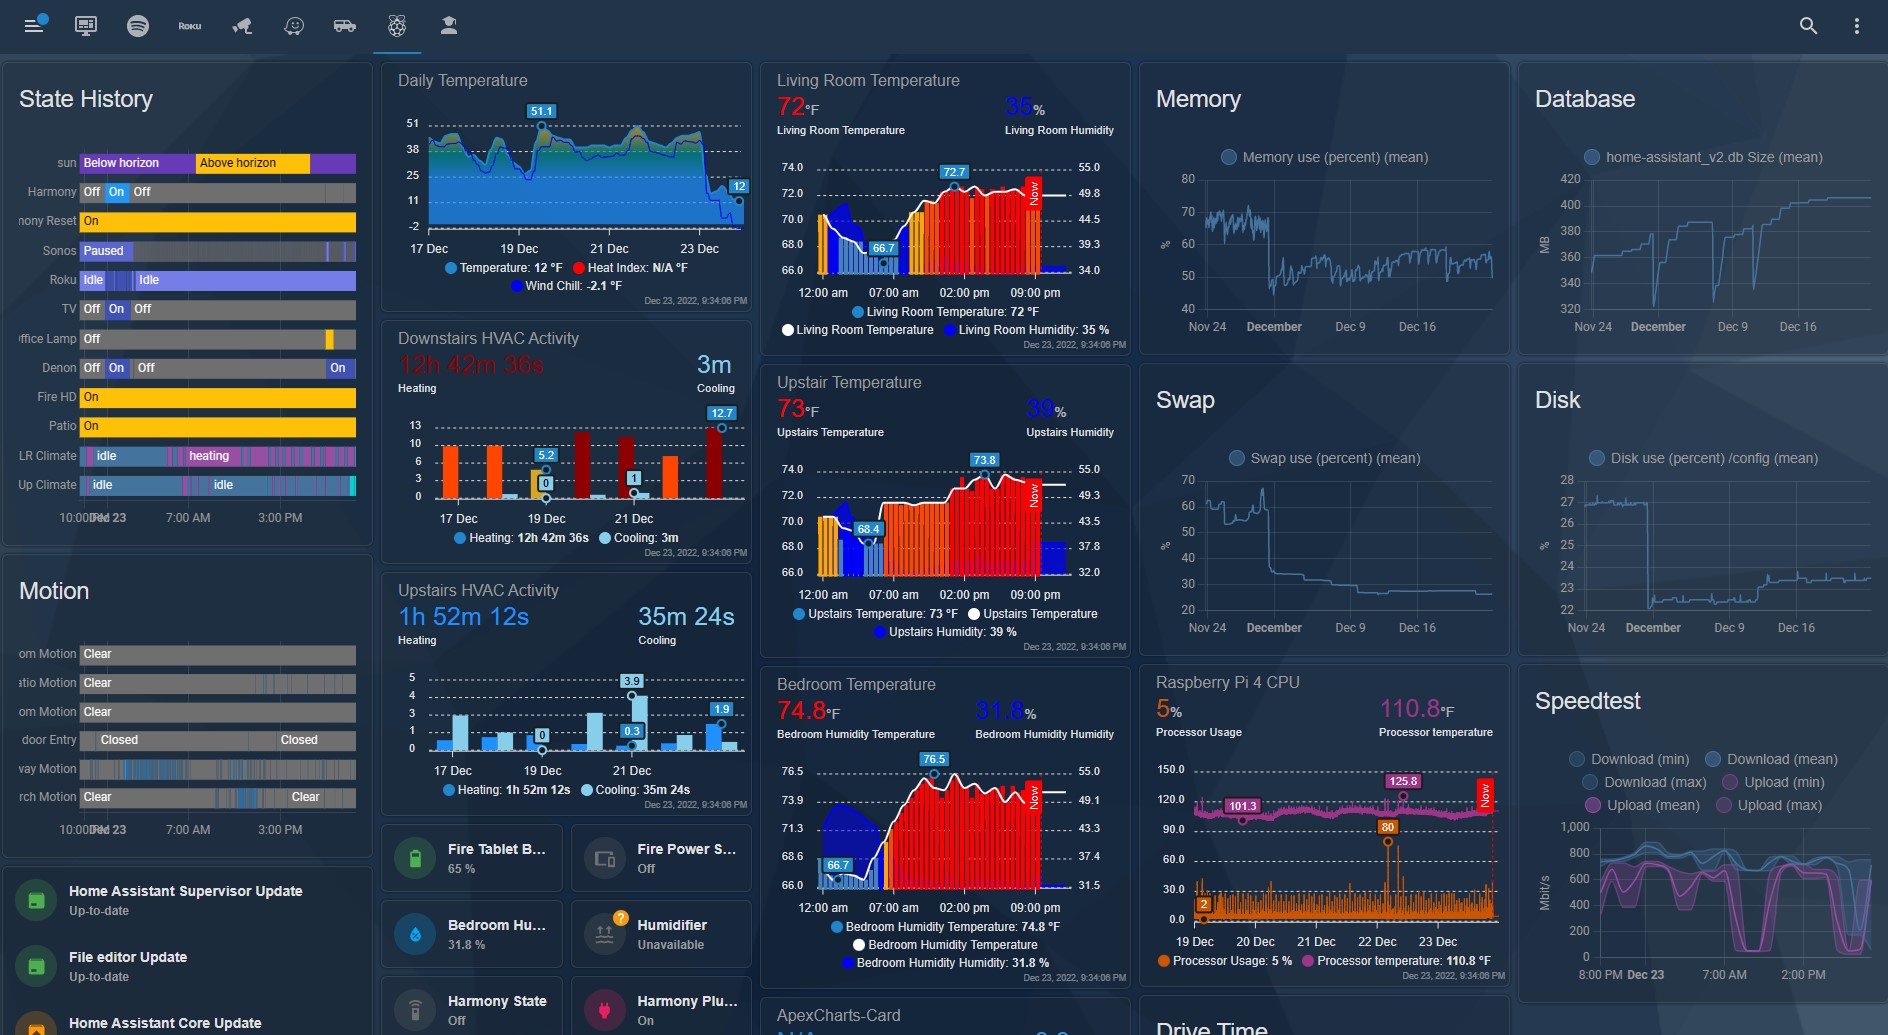 ROKU
State History
sun
Below horizon
Above horizon
Harmony
Off
On
Off
nony Reset
On
Sonos
Paused
Roku
Idle
Idle
TV
Off
On
Off
ffice Lamp
Off
Denon
Off
On
Off
On
Fire HD
On
Patio
On
LR Climate
idle
heating
Up Climate
idle
idle
Dec 23
7:00 AM
3:00 PM
Motion
om Motion
Clear
atio Motion
Clear
om Motion
Clear
door Entry
Closed
Closed
vay Motion
rch Motion
Clear
Clear
Dec 23
7:00 AM
3:00 PM
Home Assistant Supervisor Update
Up-to-date
File editor Update
Up-to-date
Home Assistant Core Update
Daily Temperature
51.1
51
38
25
11
-2
12
17 Dec
19 Dec
21 Dec
23 Dec
Temperature: 12 °F
Heat Index: N/A °F
Wind Chill: -2.1 °F
Dec 23, 2022, 9:34:06 PM
Downstairs HVAC Activity
12h 42m 36s
3m
Heating
Cooling
12.7
13
10
6
3
0
5.2
0
1
17 Dec
19 Dec
21 Dec
Heating: 12h 42m 36s
Cooling: 3m
Dec 23, 2022, 9:34:06 PM
Upstairs HVAC Activity
1h 52m 12s
35m 24s
Heating
Cooling
5
4
3
1
0
3.9
1.9
0
0.3
17 Dec
19 Dec
21 Dec
Heating: 1h 52m 12s
Cooling: 35m 24s
Dec 23, 2022, 9:34:06 PM
Fire Tablet B...
65 %
Fire Power S...
Off
Bedroom Hu...
31.8 %
?
Humidifier
Unavailable
Harmony State
Off
Harmony Plu...
On
Living Room Temperature
72°F
35%
Living Room Temperature
Living Room Humidity
74.0
72.0
70.0
68.0
66.0
72.7
66.7
Now
55.0
49.8
44.5
39.3
34.0
12:00 am
07:00 am
02:00 pm
09:00 pm
Living Room Temperature: 72 °F
Living Room Temperature
Living Room Humidity: 35 %
Dec 23, 2022, 9:34:06 PM
Upstair Temperature
73°F
39%
Upstairs Temperature
Upstairs Humidity
74.0
72.0
70.0
68.0
66.0
73.8
68.4
Now
55.0
49.3
43.5
37.8
32.0
12:00 am
07:00 am
02:00 pm
09:00 pm
Upstairs Temperature: 73 °F
Upstairs Temperature
Upstairs Humidity: 39 %
Dec 23, 2022, 9:34:06 PM
Bedroom Temperature
74.8°F
31.8%
Bedroom Humidity Temperature
Bedroom Humidity Humidity
76.5
73.9
71.3
68.6
66.0
76.5
66.7
Now
55.0
49.1
43.3
37.4
31.5
12:00 am
07:00 am
02:00 pm
09:00 pm
Bedroom Humidity Temperature: 74.8 °F
Bedroom Humidity Temperature
Bedroom Humidity Humidity: 31.8 %
Dec 23, 2022, 9:34:06 PM
ApexCharts-Card
Memory
Memory use (percent) (mean)
80
70
60
50
40
%
Nov 24
December
Dec 9
Dec 16
Swap
Swap use (percent) (mean)
70
60
50
40
30
20
%
Nov 24
December
Dec 9
Dec 16
Raspberry Pi 4 CPU
5%
110.8°F
Processor Usage
Processor temperature
150.0
120.0
90.0
60.0
30.0
0.0
101.3
125.8
80
2
Now
19 Dec
20 Dec
21 Dec
22 Dec
23 Dec
Processor Usage: 5 %
Processor temperature: 110.8 °F
Dec 23, 2022, 9:34:06 PM
Drive Time
Database
home-assistant_v2.db Size (mean)
420
400
380
360
340
320
MB
Nov 24
December
Dec 9
Dec 16
Disk
Disk use (percent) /config (mean)
28
27
26
25
24
23
22
%
Nov 24
December
Dec 9
Dec 16
Speedtest
Download (min)
Download (mean)
Download (max)
Upload (min)
Upload (mean)
Upload (max)
1,000
800
600
400
200
0
Mbit/s
8:00 PM
Dec 23
7:00 AM
2:00 PM